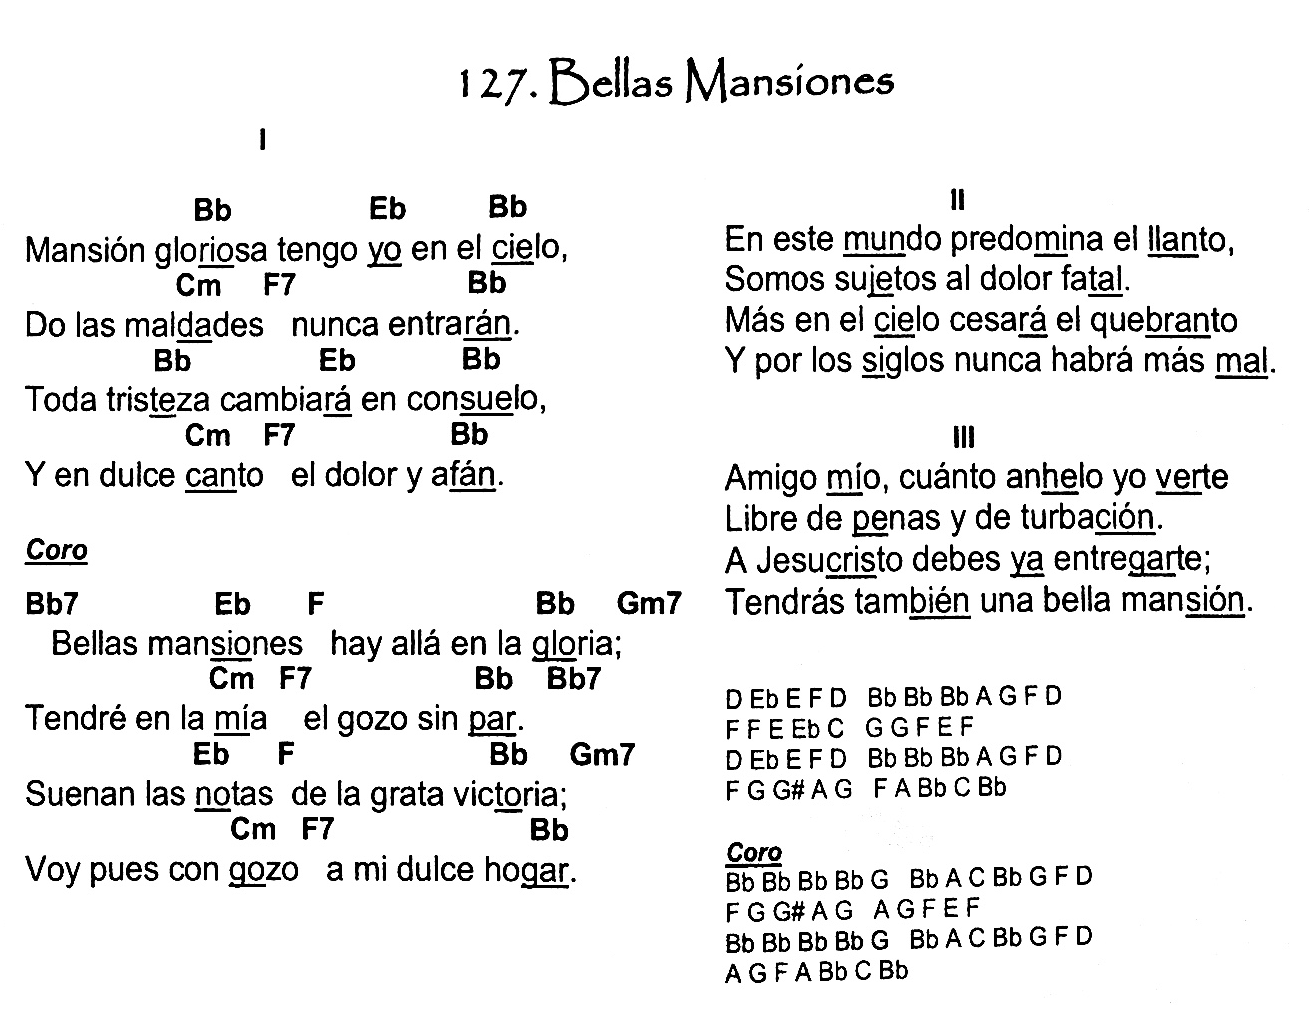 127. Bellas Mansiones
I
Bb Eb Bb
Mansión gloriosa tengo yo en el cielo,
Cm F7 Bb
Do las maldades nunca entrarán.
Bb Eb Bb
Toda tristeza cambiará en consuelo,
Cm F7 Bb
Y en dulce canto el dolor y afán.
Coro
Bb7 Eb F Bb Gm7
Bellas mansiones hay allá en la gloria;
Cm F7 Bb Bb7
Tendré en la mía el gozo sin par.
Eb F Bb Gm7
Suenan las notas de la grata victoria;
Cm F7 Bb
Voy pues con gozo a mi dulce hogar.
II
En este mundo predomina el llanto,
Somos sujetos al dolor fatal.
Más en el cielo cesará el quebranto
Y por los siglos nunca habrá más mal.
III
Amigo mío, cuánto anhelo yo verte
Libre de penas y de turbación.
A Jesucristo debes ya entregarte;
Tendrás también una bella mansión.
D Eb E F D Bb Bb Bb A G F D
F F E Eb C G G F E F
D Eb E F D Bb Bb Bb A G F D
F G G# A G F A Bb C Bb
Coro
Bb Bb Bb Bb G Bb A C Bb G F D
F G G# A G A G F E F
Bb Bb Bb Bb G Bb A C Bb G F D
A G F A Bb C Bb